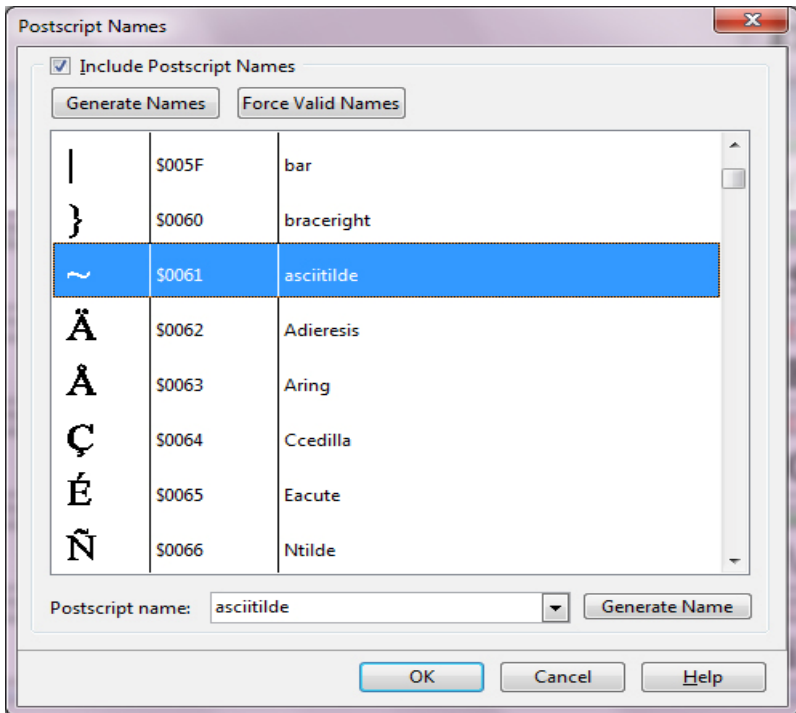 Postscript Names
Include Postscript Names
Generate Names Force Valid Names
| $005F bar
} $0060 braceright
~ $0061 asciitilde
Ä $0062 Adieresis
Å $0063 Aring
Ç $0064 Ccedilla
É $0065 Eacute
Ñ $0066 Ntilde
Postscript name: asciitilde Generate Name
OK Cancel Help